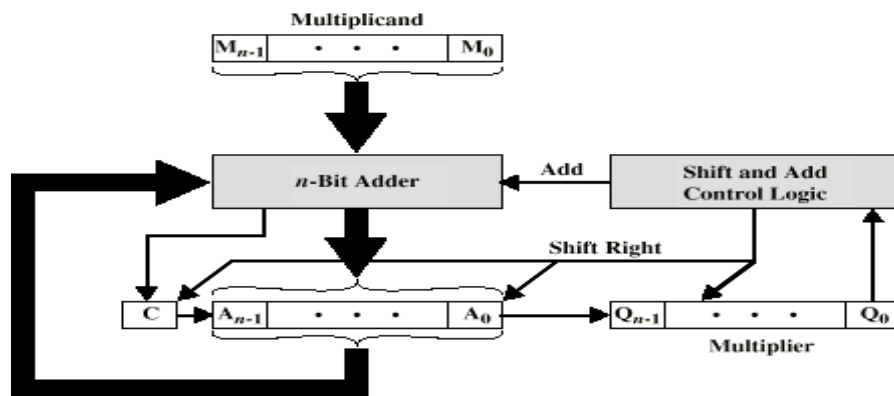 Multiplicand
Mn-1 • • • M0
n-Bit Adder
Add
Shift and Add
Control Logic
Shift Right
C
An-1 • • • A0
Qn-1 • • • Q0
Multiplier